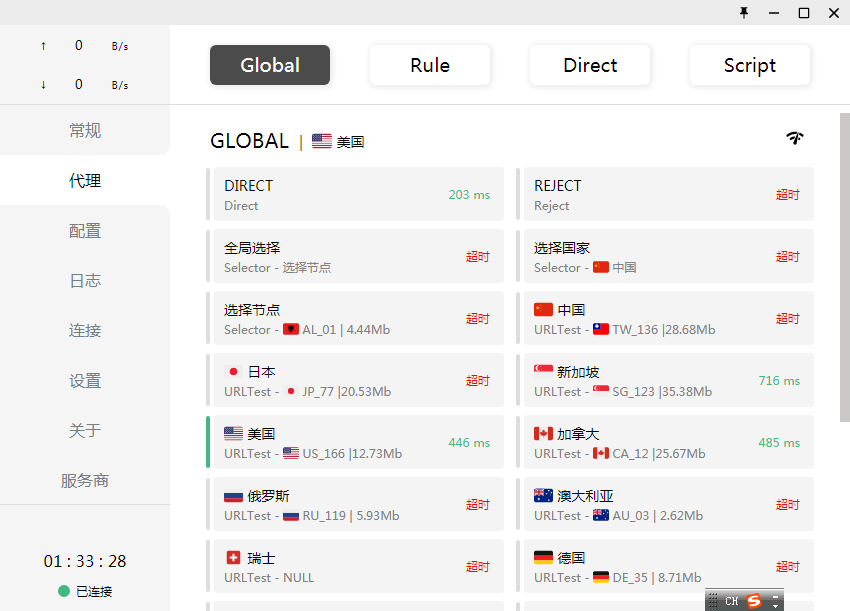 ↑ 0 B/s
↓ 0 B/s
常规
代理
配置
日志
连接
设置
关于
服务商
01 : 33 : 28
已连接
Global Rule Direct Script
GLOBAL | 美国
DIRECT
Direct
203 ms
REJECT
Reject
超时
全局选择
Selector - 选择节点
超时
选择国家
Selector - 中国
超时
选择节点
Selector - AL_01 | 4.44Mb
超时
中国
URLTest - TW_136 |28.68Mb
超时
日本
URLTest - JP_77 |20.53Mb
超时
新加坡
URLTest - SG_123 |35.38Mb
716 ms
美国
URLTest - US_166 |12.73Mb
446 ms
加拿大
URLTest - CA_12 |25.67Mb
485 ms
俄罗斯
URLTest - RU_119 | 5.93Mb
超时
澳大利亚
URLTest - AU_03 | 2.62Mb
超时
瑞士
URLTest - NULL
超时
德国
URLTest - DE_35 | 8.71Mb
超时
CH S